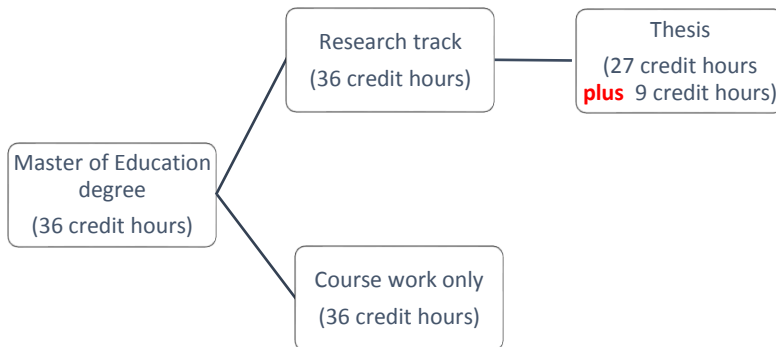 Research track
(36 credit hours)
Thesis
(27 credit hours
plus 9 credit hours)
Master of Education
degree
(36 credit hours)
Course work only
(36 credit hours)